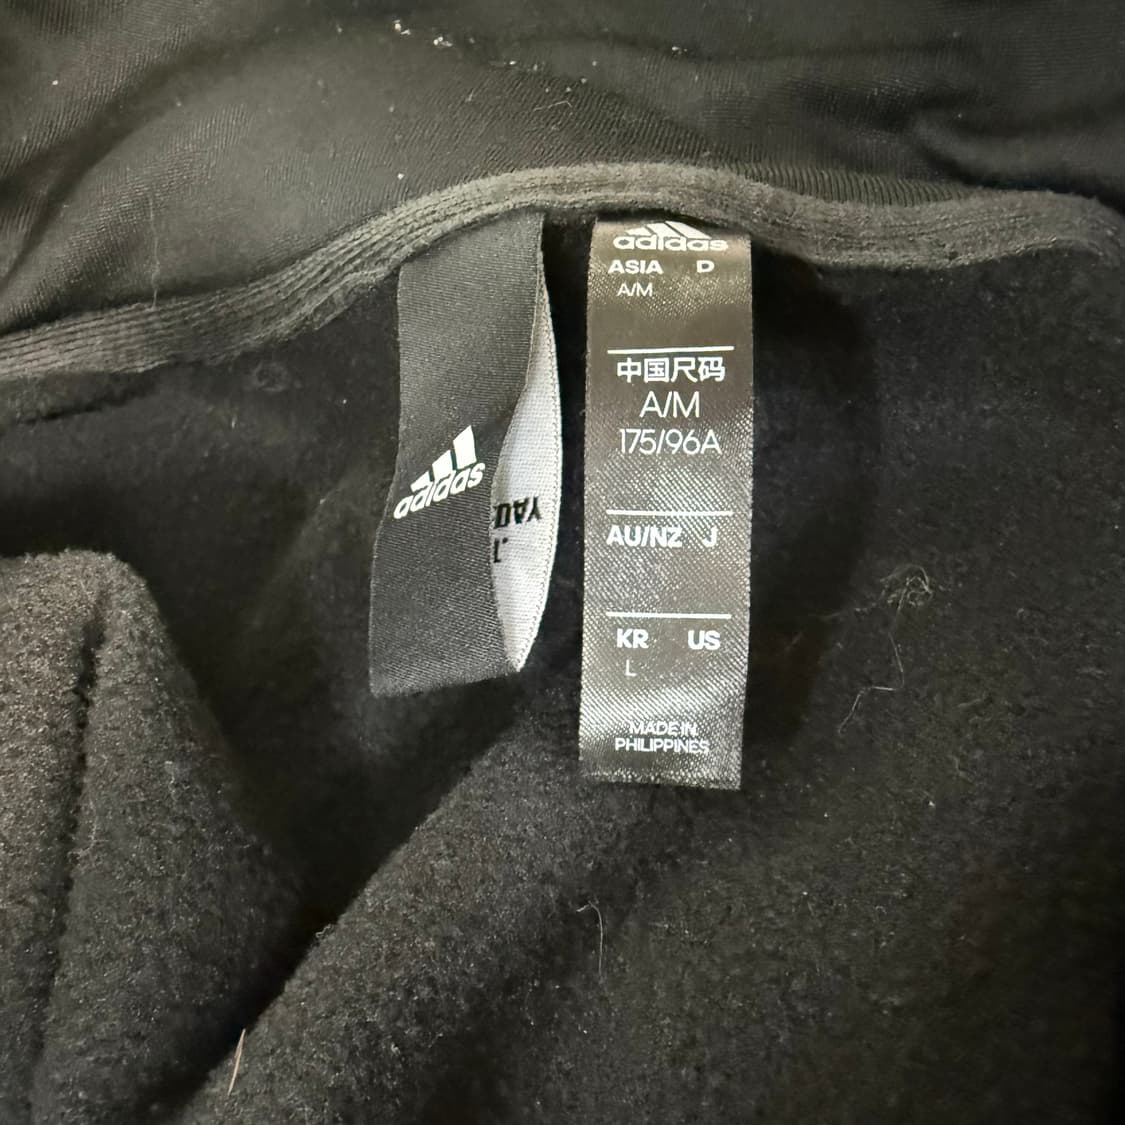 adidas
adidas
ASIA D
A/M
中国尺码
A/M
175/96A
AU/NZ J
KR US
L
MADE IN
PHILIPPINES